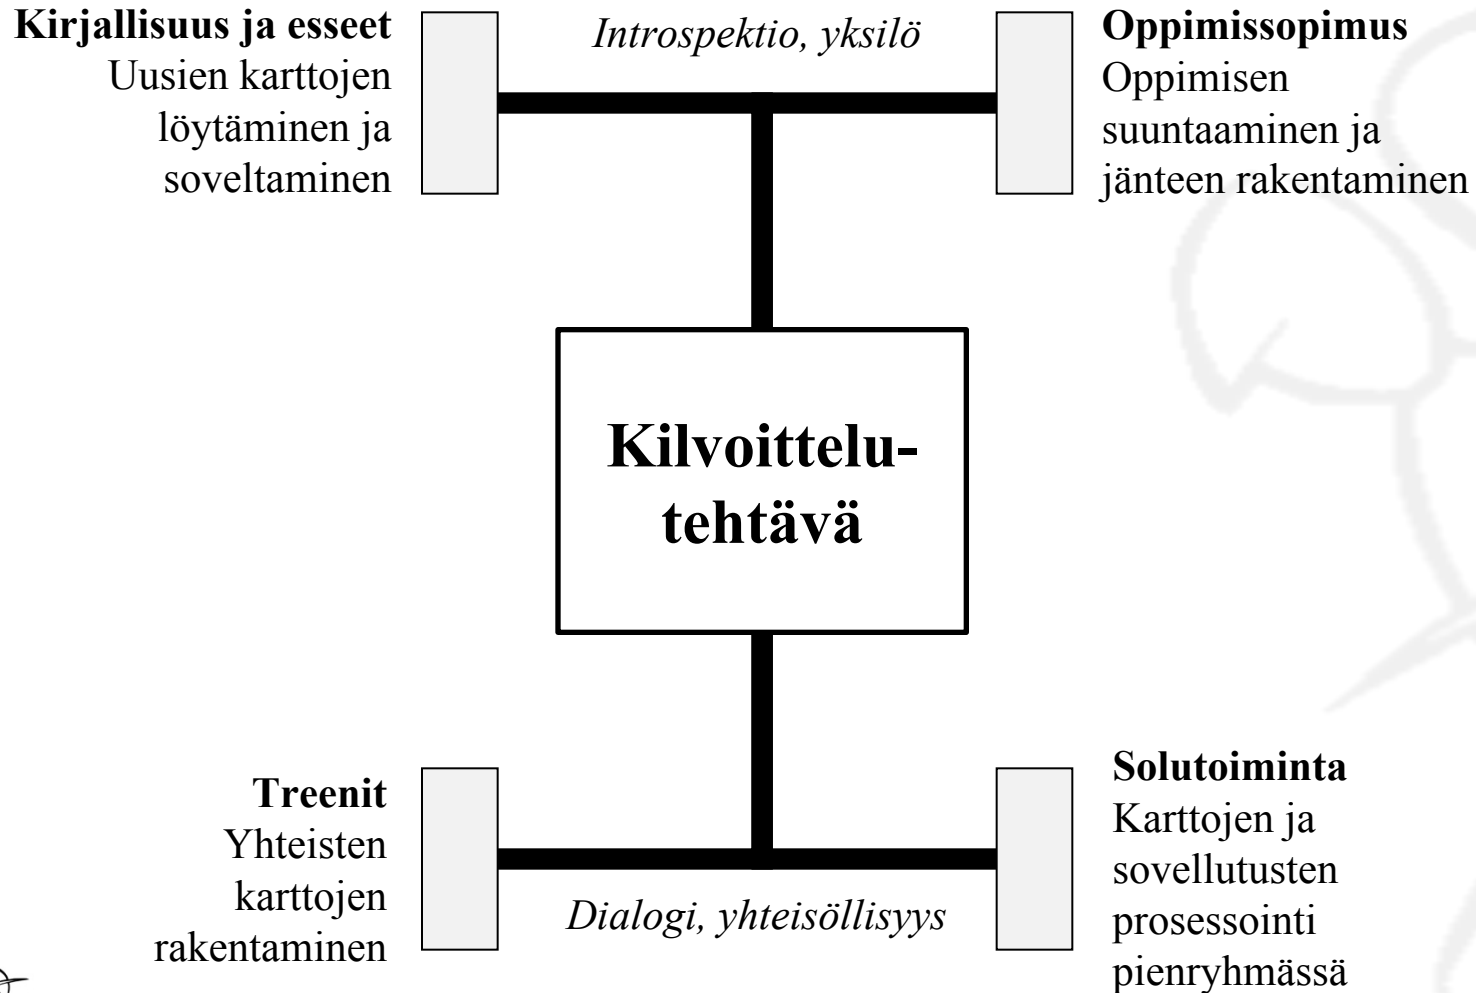 Kirjallisuus ja esseet
Uusien karttojen
löytäminen ja
soveltaminen
Introspektio, yksilö
Oppimissopimus
Oppimisen
suuntaaminen ja
jänteen rakentaminen
Kilvoittelu-
tehtävä
Treenit
Yhteisten
karttojen
rakentaminen
Dialogi, yhteisöllisyys
Solutoiminta
Karttojen ja
sovellutusten
prosessointi
pienryhmässä